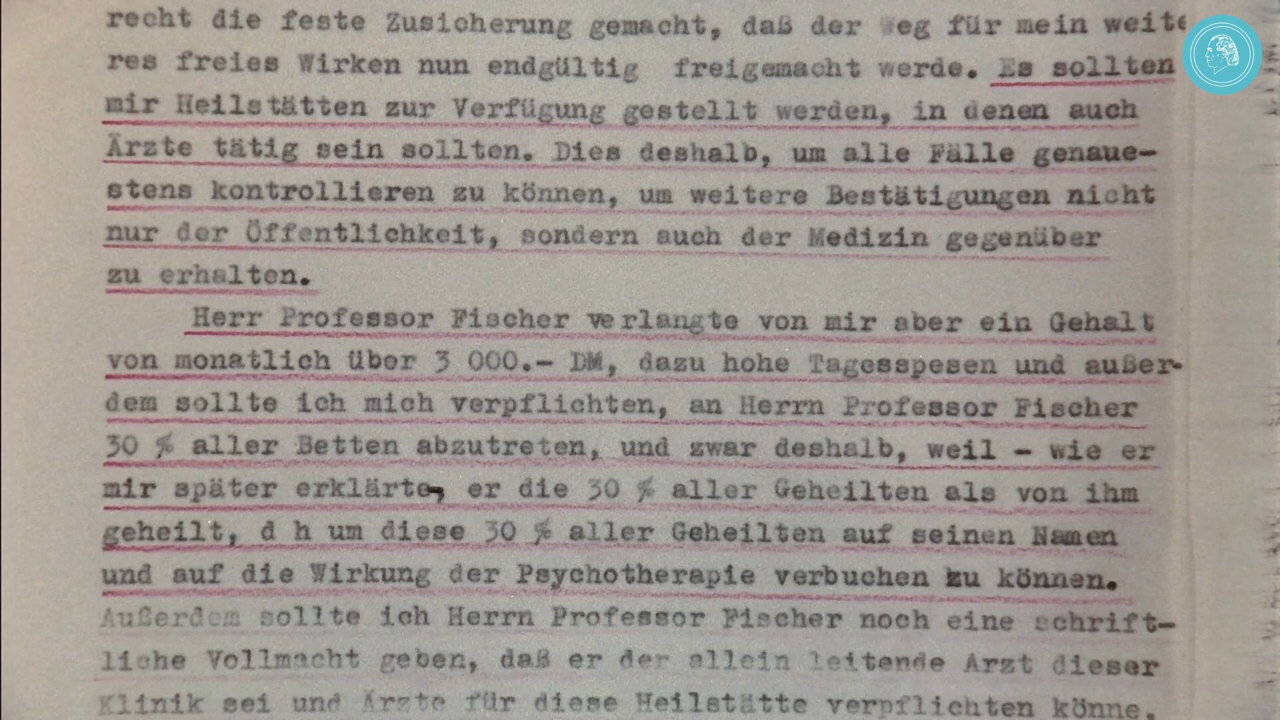 recht die feste Zusicherung gemacht, daß der Weg für mein weite
res freies Wirken nun endgültig freigemacht werde. Es sollten
mir Heilstätten zur Verfügung gestellt werden, in denen auch
Ärzte tätig sein sollten. Dies deshalb, um alle Fälle genaue-
stens kontrollieren zu können, um weitere Bestätigungen nicht
nur der Öffentlichkeit, sondern auch der Medizin gegenüber
zu erhalten.
Herr Professor Fischer verlangte von mir aber ein Gehalt
von monatlich über 3 000.- DM, dazu hohe Tagesspesen und außer-
dem sollte ich mich verpflichten, an Herrn Professor Fischer
30 % aller Betten abzutreten, und zwar deshalb, weil - wie er
mir später erklärte, er die 30 % aller Geheilten als von ihm
geheilt, d h um diese 30 % aller Geheilten auf seinen Namen
und auf die Wirkung der Psychotherapie verbuchen zu können.
Außerdem sollte ich Herrn Professor Fischer noch eine schrift-
liche Vollmacht geben, daß er der allein leitende Arzt dieser
Klinik sei und Ärzte für diese Heilstätte verpflichten könne.